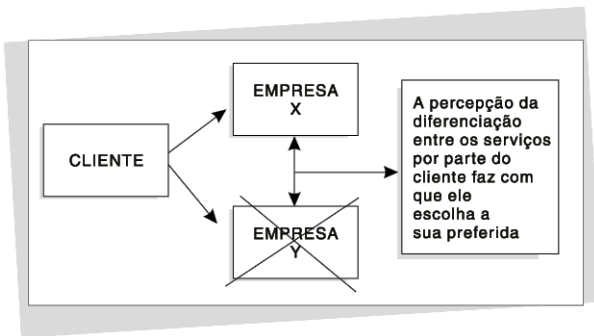 CLIENTE
EMPRESA
X
EMPRESA
Y
A percepção da
diferenciação
entre os serviços
por parte do
cliente faz com
que ele
escolha a
sua preferida